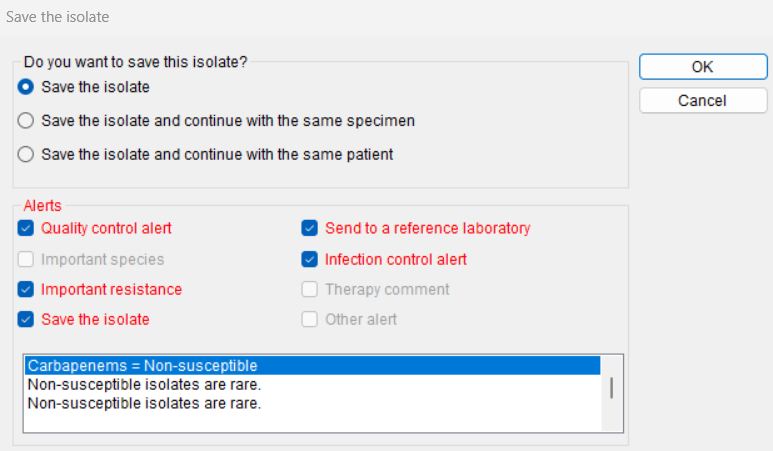 Save the isolate
Do you want to save this isolate?
OK
Save the isolate
Cancel
Save the isolate and continue with the same specimen
Save the isolate and continue with the same patient
Alerts
Quality control alert
Send to a reference laboratory
Important species
Infection control alert
Important resistance
Therapy comment
Save the isolate
Other alert
Carbapenems = Non-susceptible
Non-susceptible isolates are rare.
Non-susceptible isolates are rare.